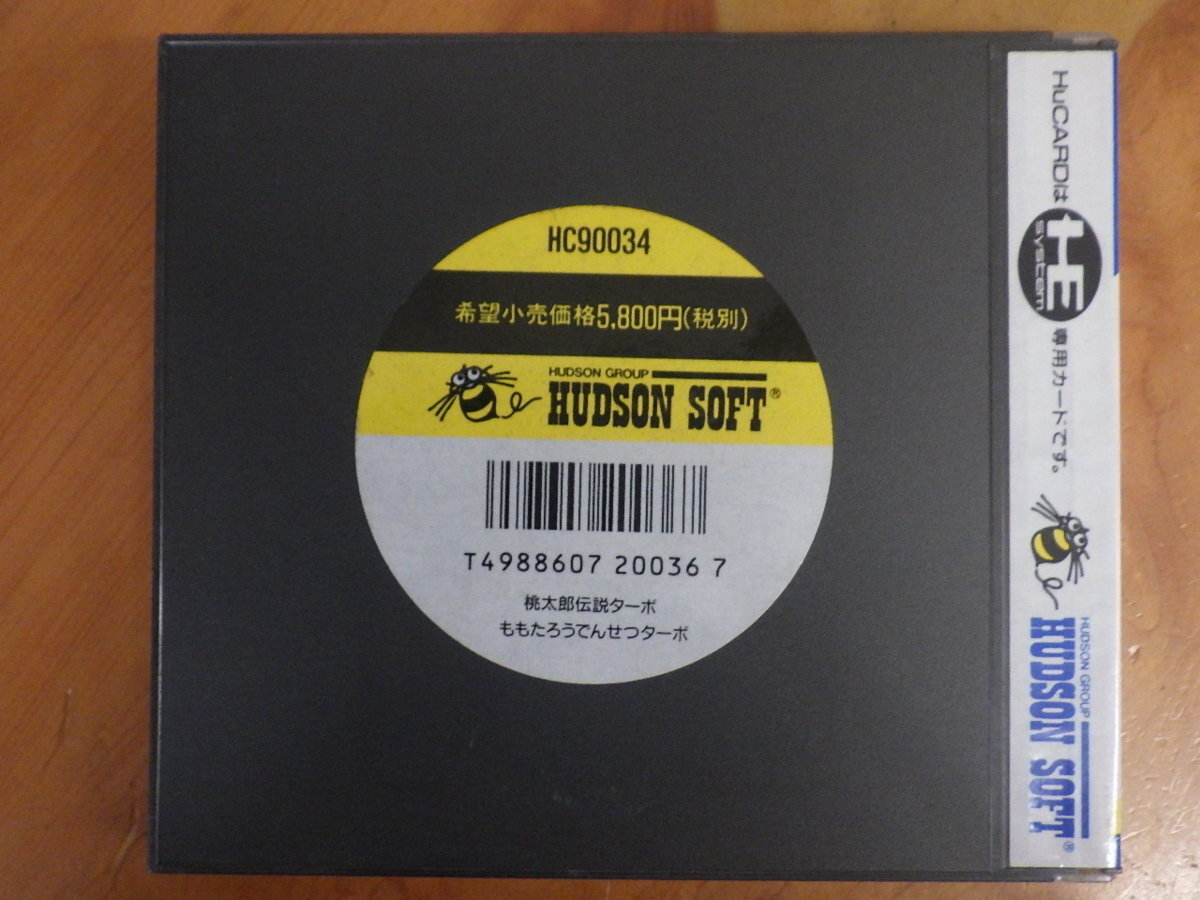 HC90034
希望小売価格5,800円(税別)
HUDSON GROUP
HUDSON SOFT®
T4988607 20036 7
桃太郎伝説ターボ
ももたろうでんせつターボ
HuCARDは HE system 専用カードです。
HUDSON GROUP
HUDSON SOFT®